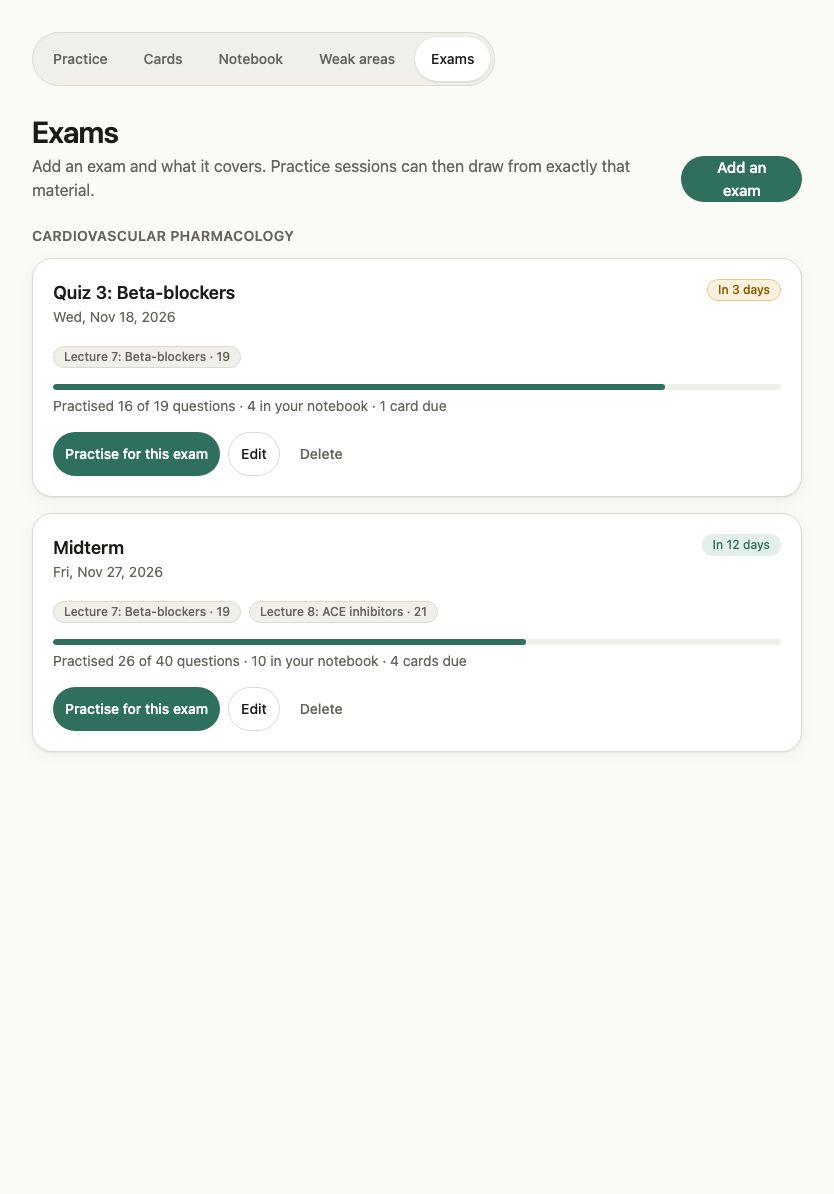 Practice Cards Notebook Weak areas Exams
Exams
Add an exam and what it covers. Practice sessions can then draw from exactly that
material.
Add an
exam
CARDIOVASCULAR PHARMACOLOGY
Quiz 3: Beta-blockers
In 3 days
Wed, Nov 18, 2026
Lecture 7: Beta-blockers · 19
Practised 16 of 19 questions · 4 in your notebook · 1 card due
Practise for this exam Edit Delete
Midterm
In 12 days
Fri, Nov 27, 2026
Lecture 7: Beta-blockers · 19 Lecture 8: ACE inhibitors · 21
Practised 26 of 40 questions · 10 in your notebook · 4 cards due
Practise for this exam Edit Delete